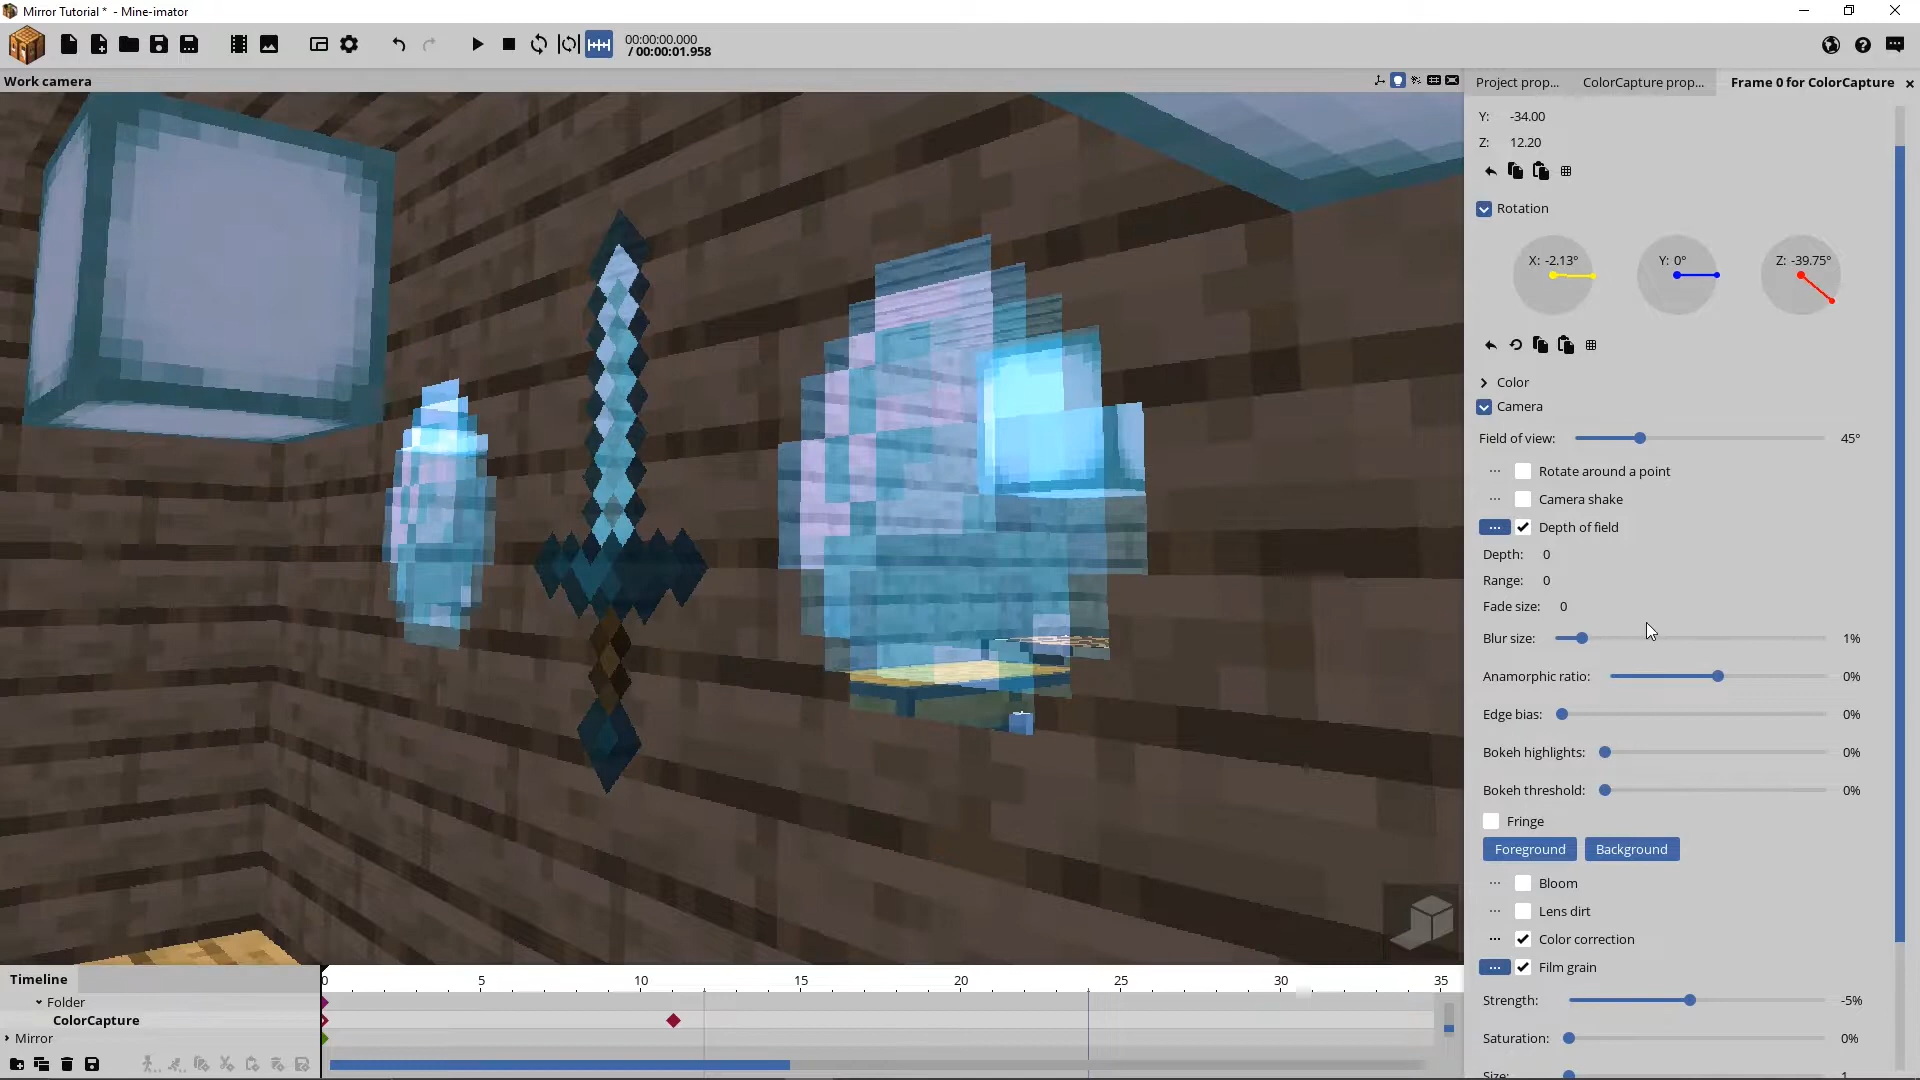 Mirror Tutorial * - Mine-imator
00:00:00.000
/ 00:00:01.958
Work camera
Project prop...
ColorCapture prop...
Frame 0 for ColorCapture
Y: -34.00
Z: 12.20
Rotation
X: -2.13°
Y: 0°
Z: -39.75°
Color
Camera
Field of view: 45°
Rotate around a point
Camera shake
Depth of field
Depth: 0
Range: 0
Fade size: 0
Blur size: 1%
Anamorphic ratio: 0%
Edge bias: 0%
Bokeh highlights: 0%
Bokeh threshold: 0%
Fringe
Foreground Background
Bloom
Lens dirt
Color correction
Film grain
Strength: -5%
Saturation: 0%
Size: 1
Timeline
0 5 10 15 20 25 30 35
Folder
ColorCapture
Mirror